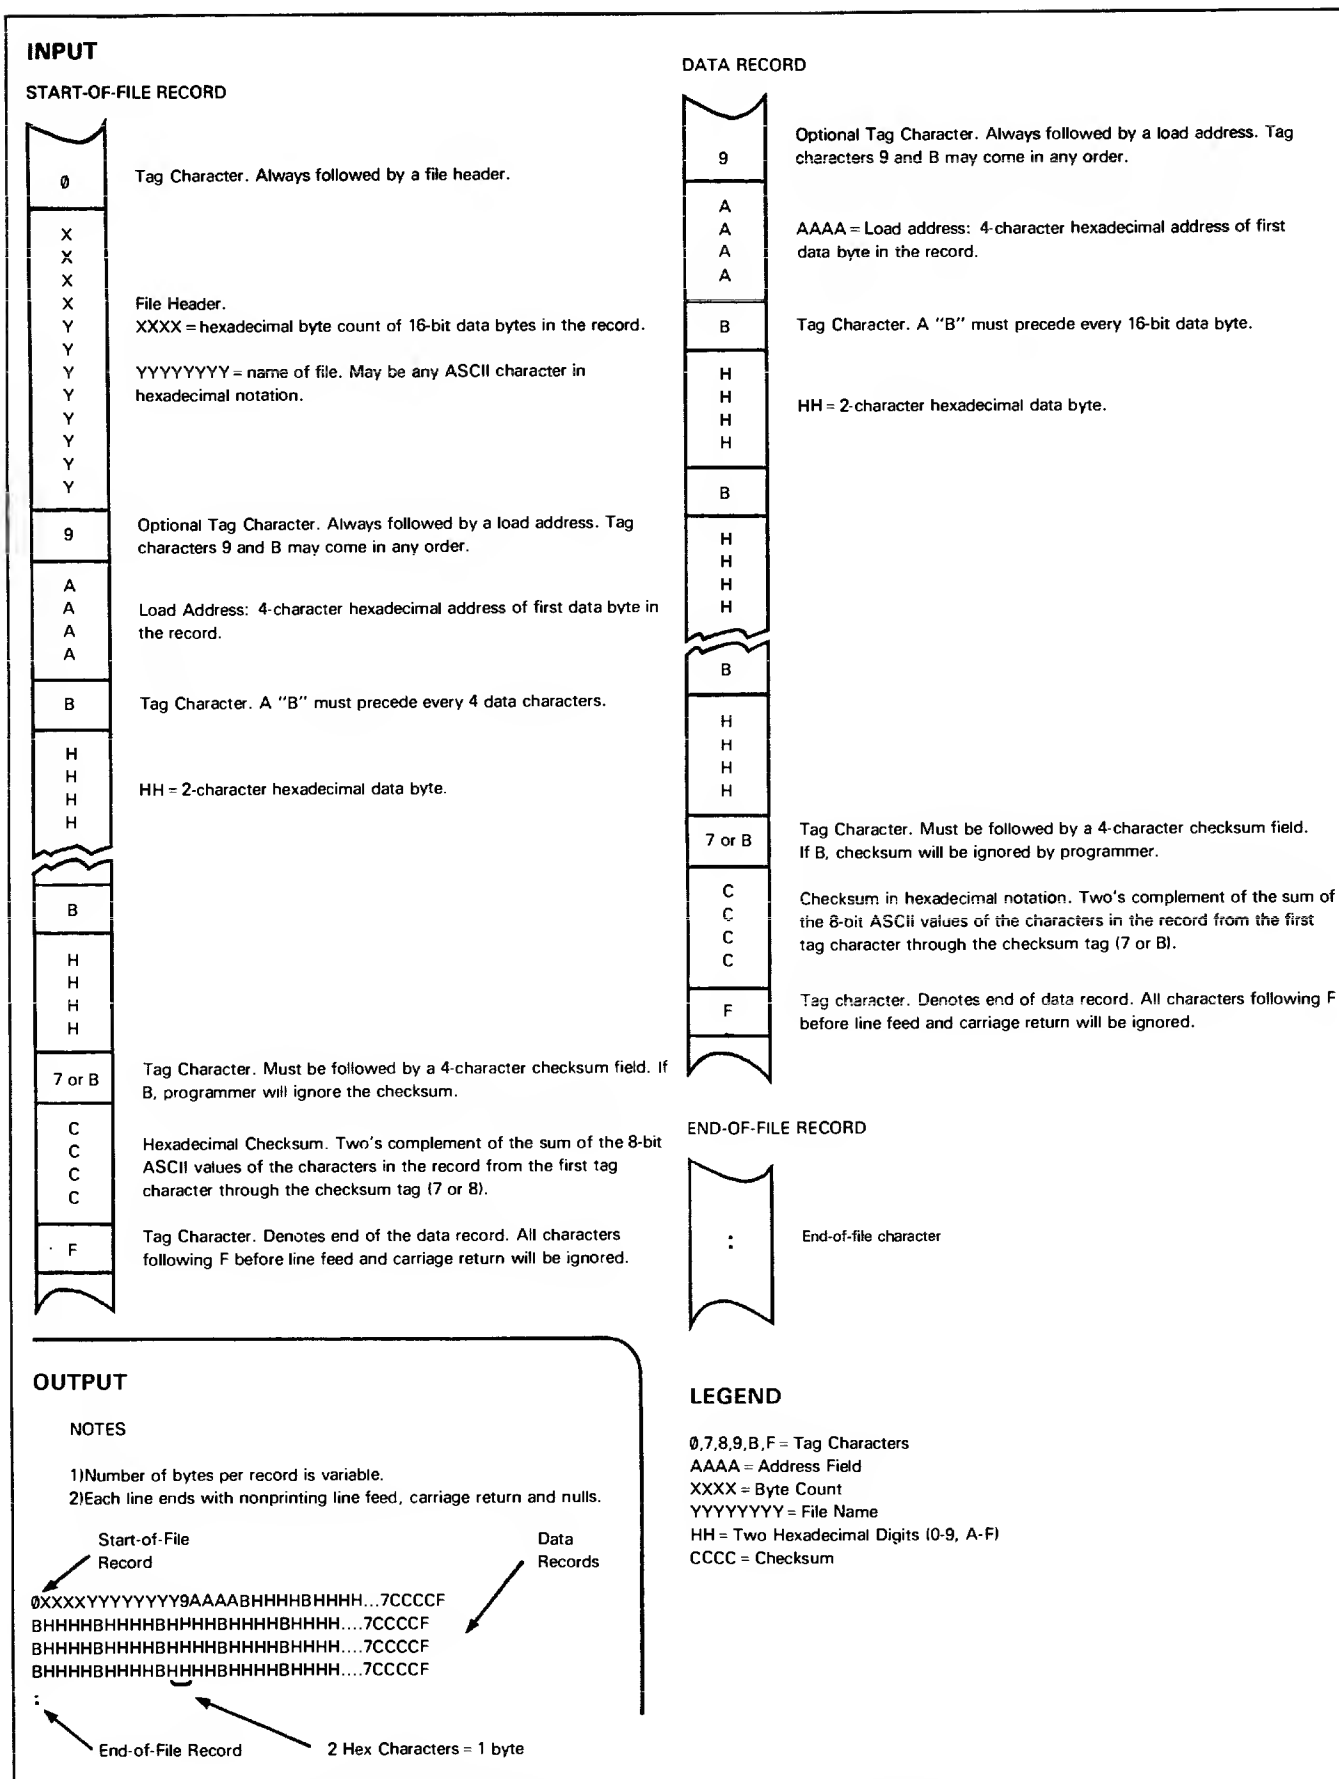 INPUT
START-OF-FILE RECORD
0
Tag Character. Always followed by a file header.
X
X
X
X
Y
Y
Y
Y
Y
Y
Y
Y
File Header.
XXXX = hexadecimal byte count of 16-bit data bytes in the record.
YYYYYYYY = name of file. May be any ASCII character in
hexadecimal notation.
9
Optional Tag Character. Always followed by a load address. Tag
characters 9 and B may come in any order.
A
A
A
A
Load Address: 4-character hexadecimal address of first data byte in
the record.
B
Tag Character. A "B" must precede every 4 data characters.
H
H
H
H
HH = 2-character hexadecimal data byte.
B
H
H
H
H
7 or B
Tag Character. Must be followed by a 4-character checksum field. If
B, programmer will ignore the checksum.
C
C
C
C
Hexadecimal Checksum. Two's complement of the sum of the 8-bit
ASCII values of the characters in the record from the first tag
character through the checksum tag (7 or 8).
F
Tag Character. Denotes end of the data record. All characters
following F before line feed and carriage return will be ignored.
DATA RECORD
9
Optional Tag Character. Always followed by a load address. Tag
characters 9 and B may come in any order.
A
A
A
A
AAAA = Load address: 4-character hexadecimal address of first
data byte in the record.
B
Tag Character. A "B" must precede every 16-bit data byte.
H
H
H
H
HH = 2-character hexadecimal data byte.
B
H
H
H
H
B
H
H
H
H
7 or B
Tag Character. Must be followed by a 4-character checksum field.
If B, checksum will be ignored by programmer.
C
C
C
C
Checksum in hexadecimal notation. Two's complement of the sum of
the 8-bit ASCII values of the characters in the record from the first
tag character through the checksum tag (7 or B).
F
Tag character. Denotes end of data record. All characters following F
before line feed and carriage return will be ignored.
END-OF-FILE RECORD
:
End-of-file character
OUTPUT
NOTES
1)Number of bytes per record is variable.
2)Each line ends with nonprinting line feed, carriage return and nulls.
Start-of-File
Record
Data
Records
0XXXXYYYYYYYY9AAAABHHHHBHHHH...7CCCCF
BHHHHBHHHHBHHHHBHHHHBHHHH....7CCCCF
BHHHHBHHHHBHHHHBHHHHBHHHH....7CCCCF
BHHHHBHHHHBHHHHBHHHHBHHHH....7CCCCF
:
End-of-File Record
2 Hex Characters = 1 byte
LEGEND
0,7,8,9,B,F = Tag Characters
AAAA = Address Field
XXXX = Byte Count
YYYYYYYY = File Name
HH = Two Hexadecimal Digits (0-9, A-F)
CCCC = Checksum